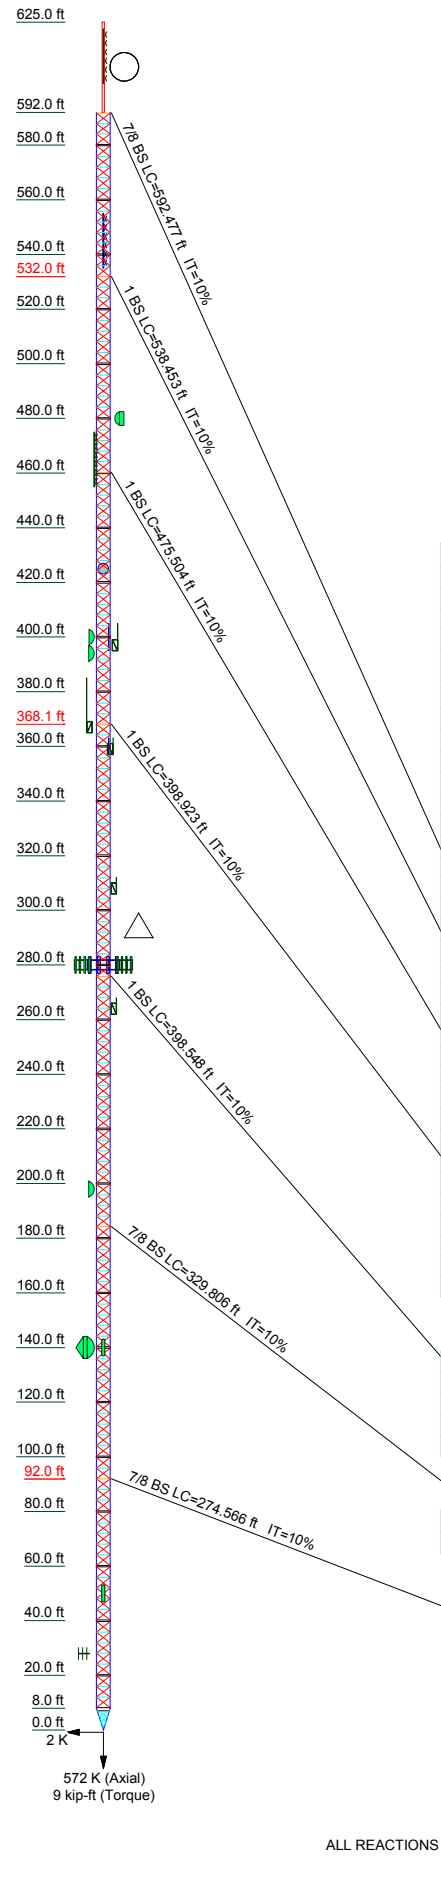 625.0 ft
592.0 ft
7/8 BS LC=592.477 ft IT=10%
580.0 ft
560.0 ft
540.0 ft
532.0 ft
1 BS LC=538.453 ft IT=10%
520.0 ft
500.0 ft
480.0 ft
460.0 ft
1 BS LC=475.504 ft IT=10%
440.0 ft
420.0 ft
400.0 ft
380.0 ft
368.1 ft
1 BS LC=398.923 ft IT=10%
360.0 ft
340.0 ft
320.0 ft
300.0 ft
280.0 ft
1 BS LC=398.548 ft IT=10%
260.0 ft
240.0 ft
220.0 ft
200.0 ft
180.0 ft
7/8 BS LC=329.806 ft IT=10%
160.0 ft
140.0 ft
120.0 ft
100.0 ft
92.0 ft
7/8 BS LC=274.566 ft IT=10%
80.0 ft
60.0 ft
40.0 ft
20.0 ft
8.0 ft
0.0 ft
2 K
572 K (Axial)
9 kip-ft (Torque)
ALL REACTIONS